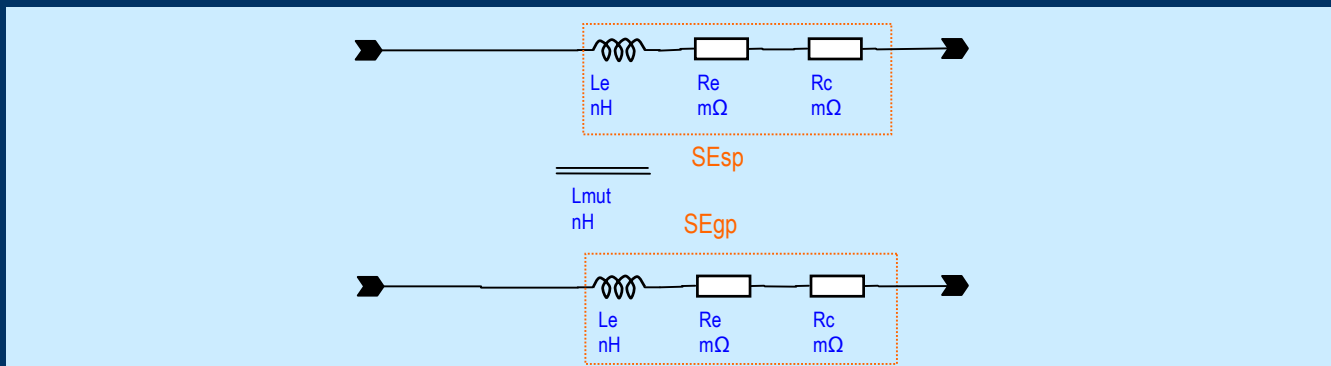 Le Re Rc
nH mΩ mΩ
SEsp
Lmut
nH
SEgp
Le Re Rc
nH mΩ mΩ